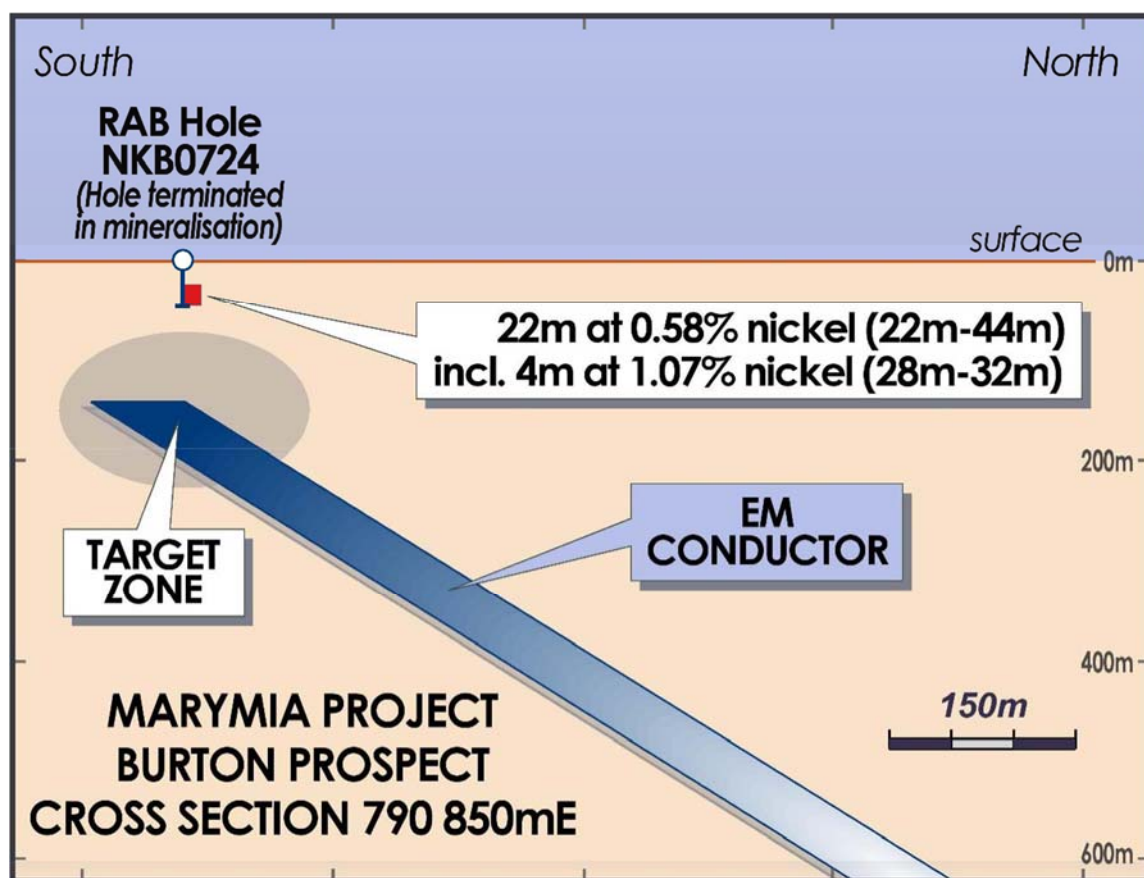 South
North
RAB Hole
NKB0724
(Hole terminated
in mineralisation)
surface
0m
22m at 0.58% nickel (22m-44m)
incl. 4m at 1.07% nickel (28m-32m)
200m
TARGET
ZONE
EM
CONDUCTOR
400m
150m
MARYMIA PROJECT
BURTON PROSPECT
CROSS SECTION 790 850mE
600m